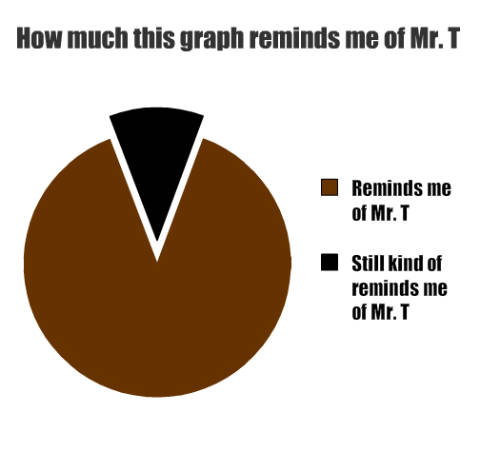 How much this graph reminds me of Mr. T
Reminds me
of Mr. T
Still kind of
reminds me
of Mr. T